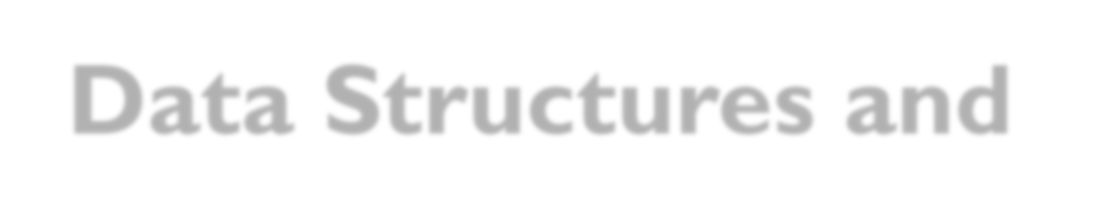 Data Structures and